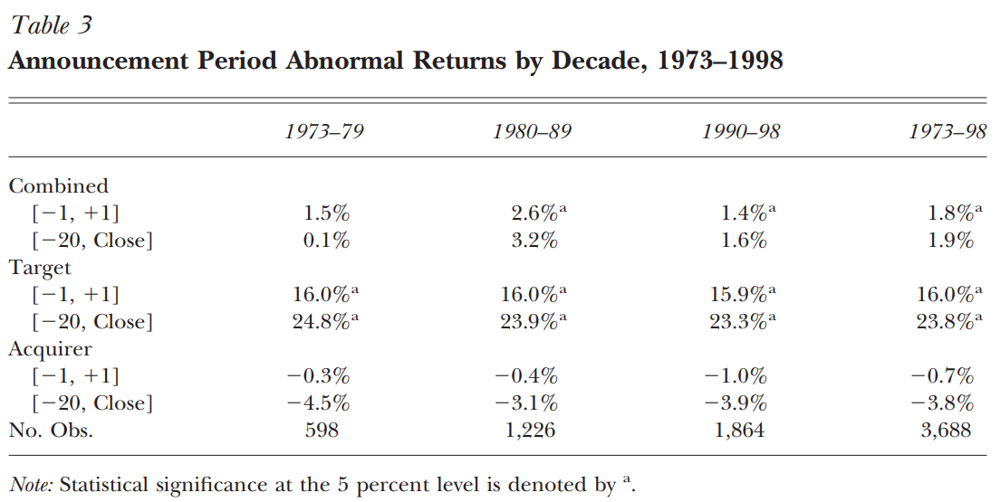 Table 3
Announcement Period Abnormal Returns by Decade, 1973–1998
1973–79 1980–89 1990–98 1973–98
Combined
[−1, +1] 1.5% 2.6%ᵃ 1.4%ᵃ 1.8%ᵃ
[−20, Close] 0.1% 3.2% 1.6% 1.9%
Target
[−1, +1] 16.0%ᵃ 16.0%ᵃ 15.9%ᵃ 16.0%ᵃ
[−20, Close] 24.8%ᵃ 23.9%ᵃ 23.3%ᵃ 23.8%ᵃ
Acquirer
[−1, +1] −0.3% −0.4% −1.0% −0.7%
[−20, Close] −4.5% −3.1% −3.9% −3.8%
No. Obs. 598 1,226 1,864 3,688
Note: Statistical significance at the 5 percent level is denoted by ᵃ.